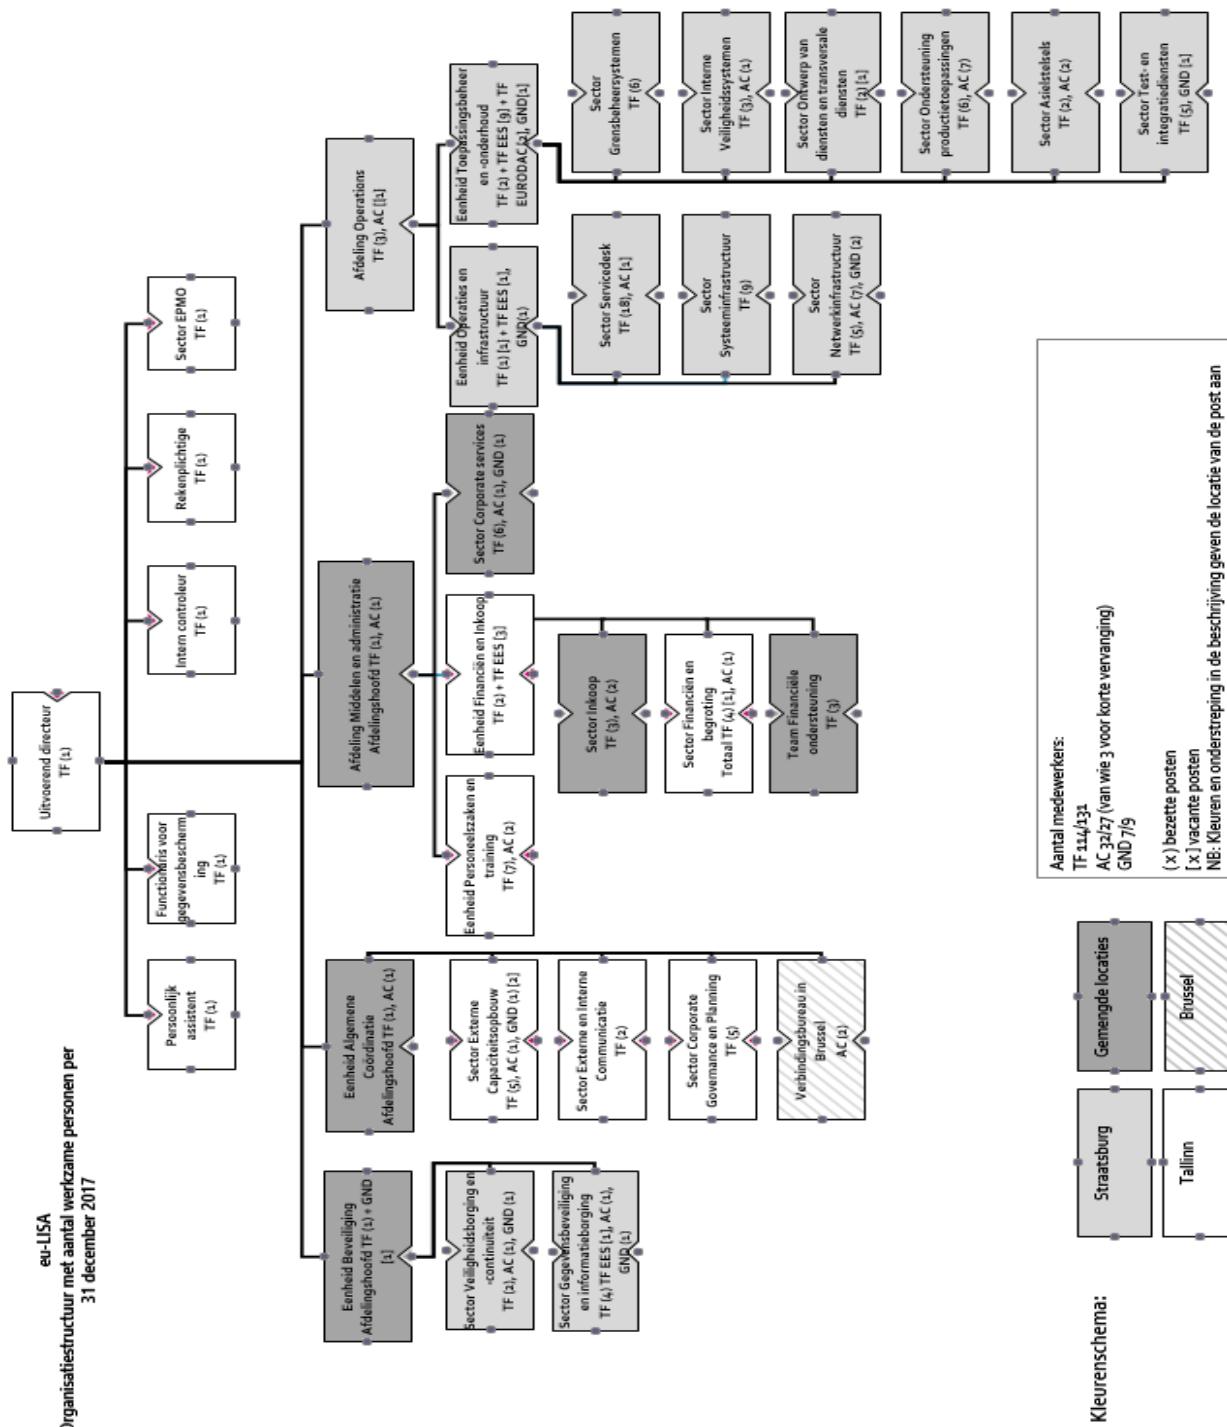 eu-LISA
Organisatiestructuur met aantal werkzame personen per
31 december 2017
Uitvoerend directeur
TF (1)
Persoonlijk
assistent
TF (1)
Functionaris voor
gegevensbescherm
ing
TF (1)
Intern controleur
TF (1)
Rekenplichtige
TF (1)
Sector EPMO
TF (1)
Eenheid Beveiliging
Afdelingshoofd TF (1) + GND
[1]
Sector Veiligheidsborging en
-continuïteit
TF (2), AC (1), GND (1)
Sector Gegevensbeveiliging
en informatieborging
TF (4) TF EES [1], AC (1),
GND (1)
Eenheid Algemene
Coördinatie
Afdelingshoofd TF (1), AC (1)
Sector Externe
Capaciteitsopbouw
TF (5), AC (1), GND (1) [2]
Sector Externe en Interne
Communicatie
TF (2)
Sector Corporate
Governance en Planning
TF (5)
Verbindingsbureau in
Brussel
AC (1)
Afdeling Middelen en administratie
Afdelingshoofd TF (1), AC (1)
Eenheid Personeelszaken en
training
TF (7), AC (2)
Eenheid Financiën en Inkoop
TF (2) + TF EES [3]
Sector Corporate services
TF (6), AC (1), GND (1)
Sector Inkoop
TF (3), AC (2)
Sector Financiën en
begroting
Totaal TF (4) [1], AC (1)
Team Financiële
ondersteuning
TF (3)
Afdeling Operations
TF (3), AC [[1]
Eenheid Operaties en
infrastructuur
TF (1) [1] + TF EES [1],
GND(1)
Eenheid Toepassingsbeheer
en -onderhoud
TF (2) + TF EES [9] + TF
EURODAC [2], GND[1]
Sector Servicedesk
TF (18), AC [1]
Sector
Systeeminfrastructuur
TF (9)
Sector
Netwerkinfrastructuur
TF (5), AC (7), GND (2)
Sector
Grensbeheersystemen
TF (6)
Sector Interne
Veiligheidssystemen
TF (3), AC (1)
Sector Ontwerp van
diensten en transversale
diensten
TF (3) [1]
Sector Ondersteuning
productietoepassingen
TF (6), AC (7)
Sector Asielstelsels
TF (2), AC (2)
Sector Test- en
integratiediensten
TF (5), GND [1]
Kleurenschema:
Straatsburg
Gemengde locaties
Tallinn
Brussel
Aantal medewerkers:
TF 114/131
AC 32/27 (van wie 3 voor korte vervanging)
GND 7/9
( x ) bezette posten
[ x ] vacante posten
NB: Kleuren en onderstreping in de beschrijving geven de locatie van de post aan